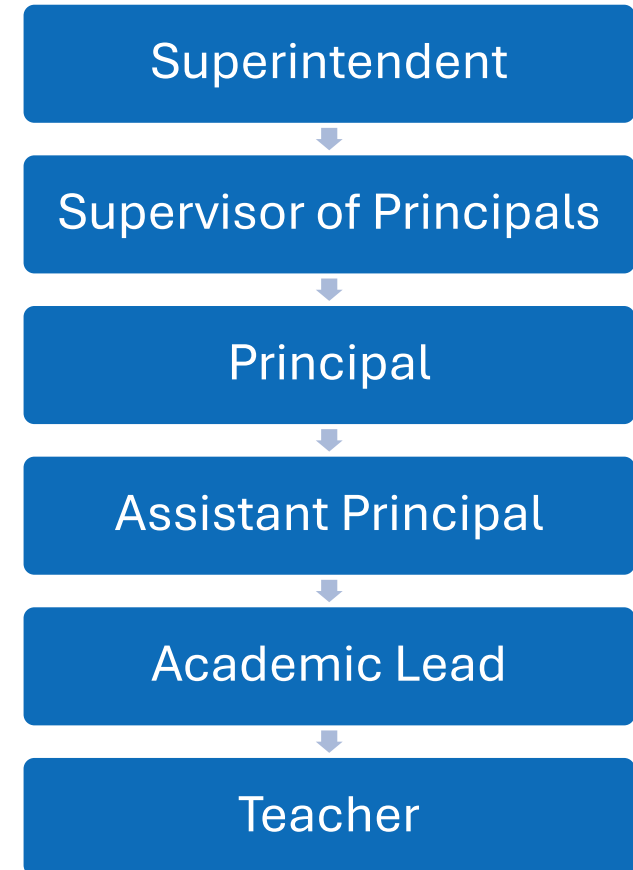 Superintendent
Supervisor of Principals
Principal
Assistant Principal
Academic Lead
Teacher